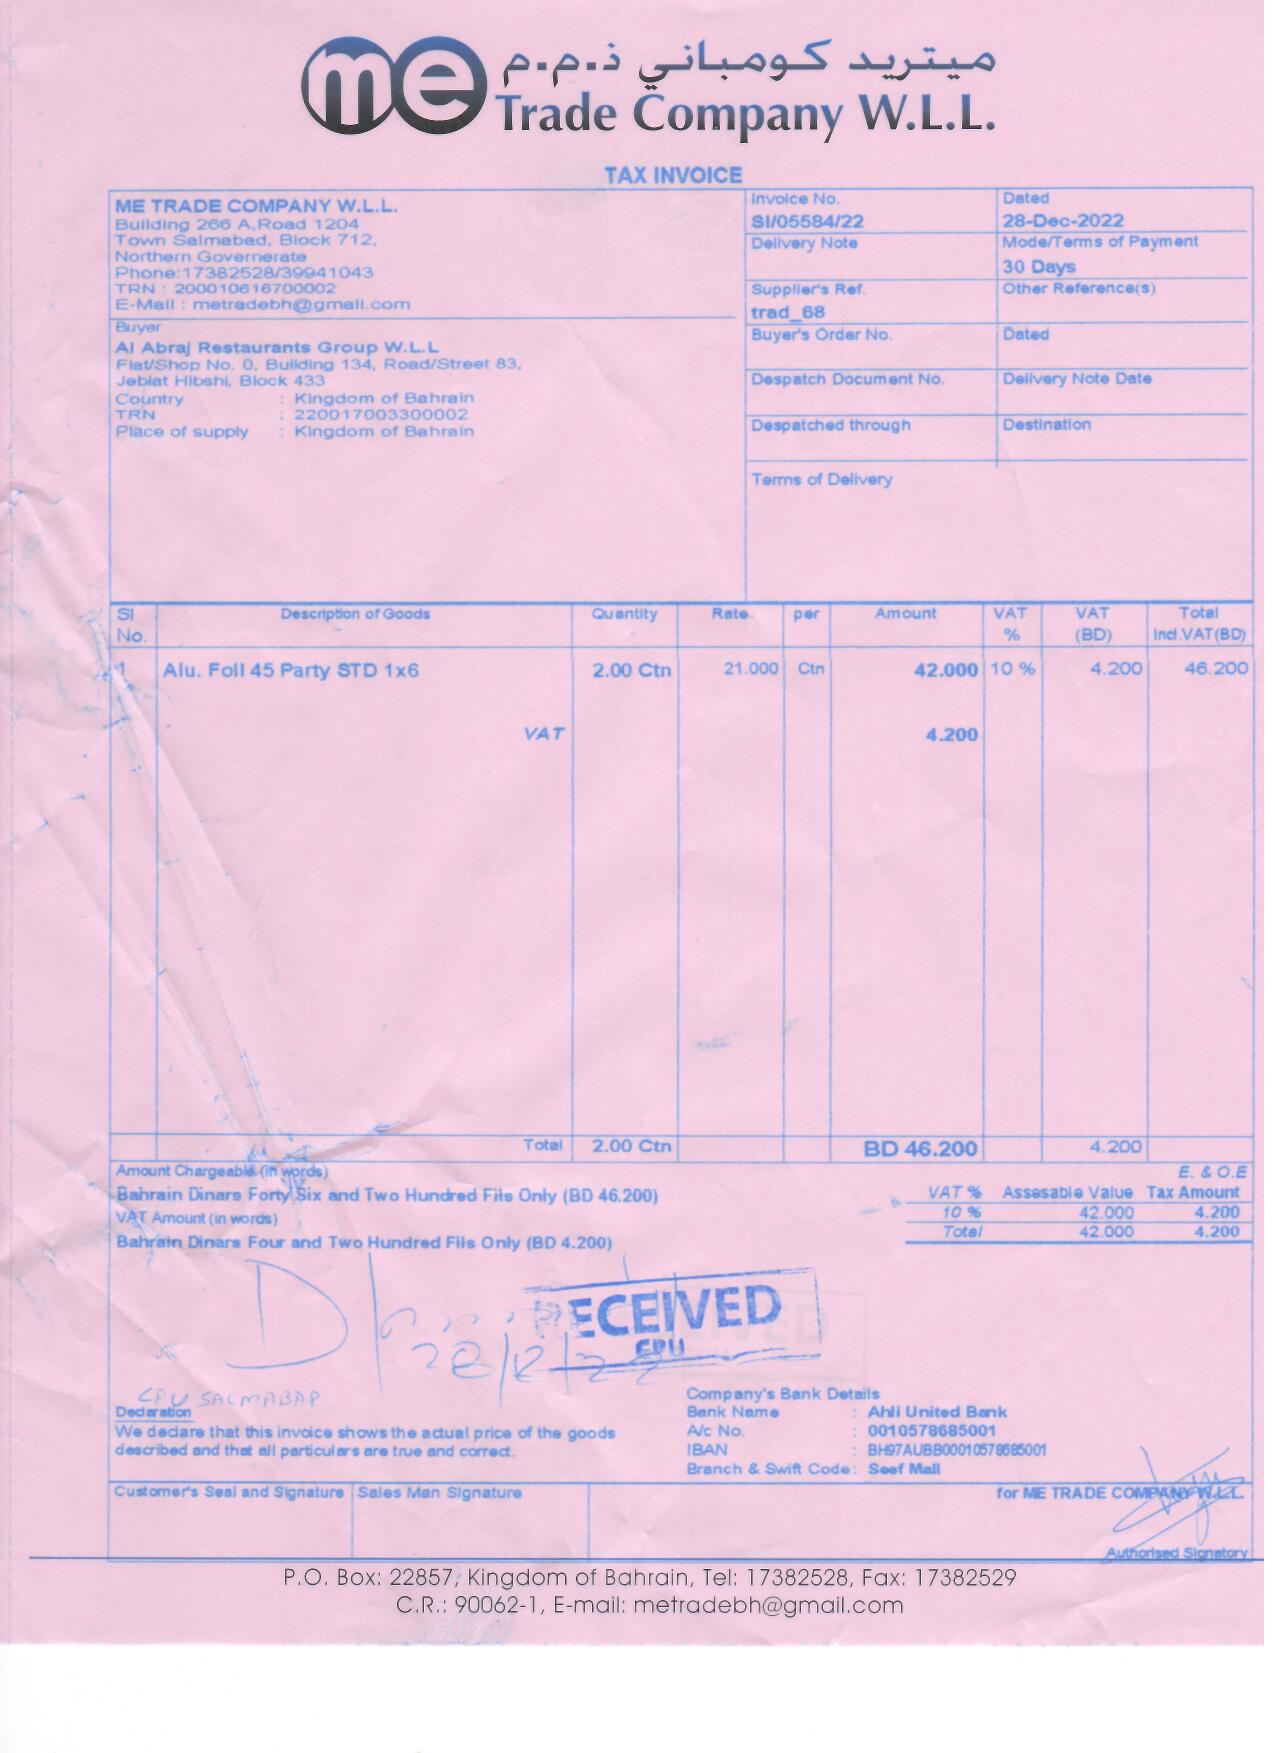 me ميتريد كومباني ذ.م.م
Trade Company W.L.L.
TAX INVOICE
ME TRADE COMPANY W.L.L.
Building 266 A,Road 1204
Town Salmabad, Block 712,
Northern Governerate
Phone:17382528/39941043
TRN : 200010616700002
E-Mail : metradebh@gmail.com
Invoice No. Dated
SI/05584/22 28-Dec-2022
Delivery Note Mode/Terms of Payment
30 Days
Supplier's Ref. Other Reference(s)
trad_68
Buyer's Order No. Dated
Despatch Document No. Delivery Note Date
Despatched through Destination
Terms of Delivery
Buyer
Al Abraj Restaurants Group W.L.L
Flat/Shop No. 0, Building 134, Road/Street 83,
Jeblat Hibshi, Block 433
Country : Kingdom of Bahrain
TRN : 220017003300002
Place of supply : Kingdom of Bahrain
Sl Description of Goods Quantity Rate per Amount VAT VAT Total
No. % (BD) Incl.VAT(BD)
1 Alu. Foil 45 Party STD 1x6 2.00 Ctn 21.000 Ctn 42.000 10 % 4.200 46.200
VAT 4.200
Total 2.00 Ctn BD 46.200 4.200
Amount Chargeable (in words) E. & O.E
Bahrain Dinars Forty Six and Two Hundred Fils Only (BD 46.200)
VAT Amount (in words)
Bahrain Dinars Four and Two Hundred Fils Only (BD 4.200)
VAT % Assesable Value Tax Amount
10 % 42.000 4.200
Total 42.000 4.200
RECEIVED
CPU
28/12/22
CPU SALMABAD
Declaration
We declare that this invoice shows the actual price of the goods
described and that all particulars are true and correct.
Company's Bank Details
Bank Name : Ahli United Bank
A/c No. : 0010578685001
IBAN : BH97AUBB00010578685001
Branch & Swift Code : Seef Mall
Customer's Seal and Signature Sales Man Signature for ME TRADE COMPANY W.L.L.
Authorised Signatory
P.O. Box: 22857, Kingdom of Bahrain, Tel: 17382528, Fax: 17382529
C.R.: 90062-1, E-mail: metradebh@gmail.com